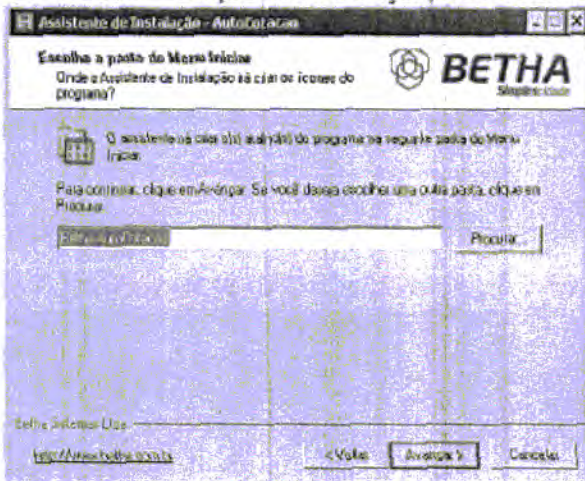 Assistente de Instalação - AutoCotacao
Escolha a pasta do Menu Iniciar
Onde o Assistente de Instalação irá criar os ícones do
programa?
BETHA
O assistente irá criar o(s) atalho(s) do programa na seguinte pasta do Menu
Iniciar.
Para continuar, clique em Avançar. Se você deseja escolher uma outra pasta, clique em
Procurar.
Procurar...
Betha Sistemas Ltda
http://www.betha.com.br
< Voltar
Avançar >
Cancelar